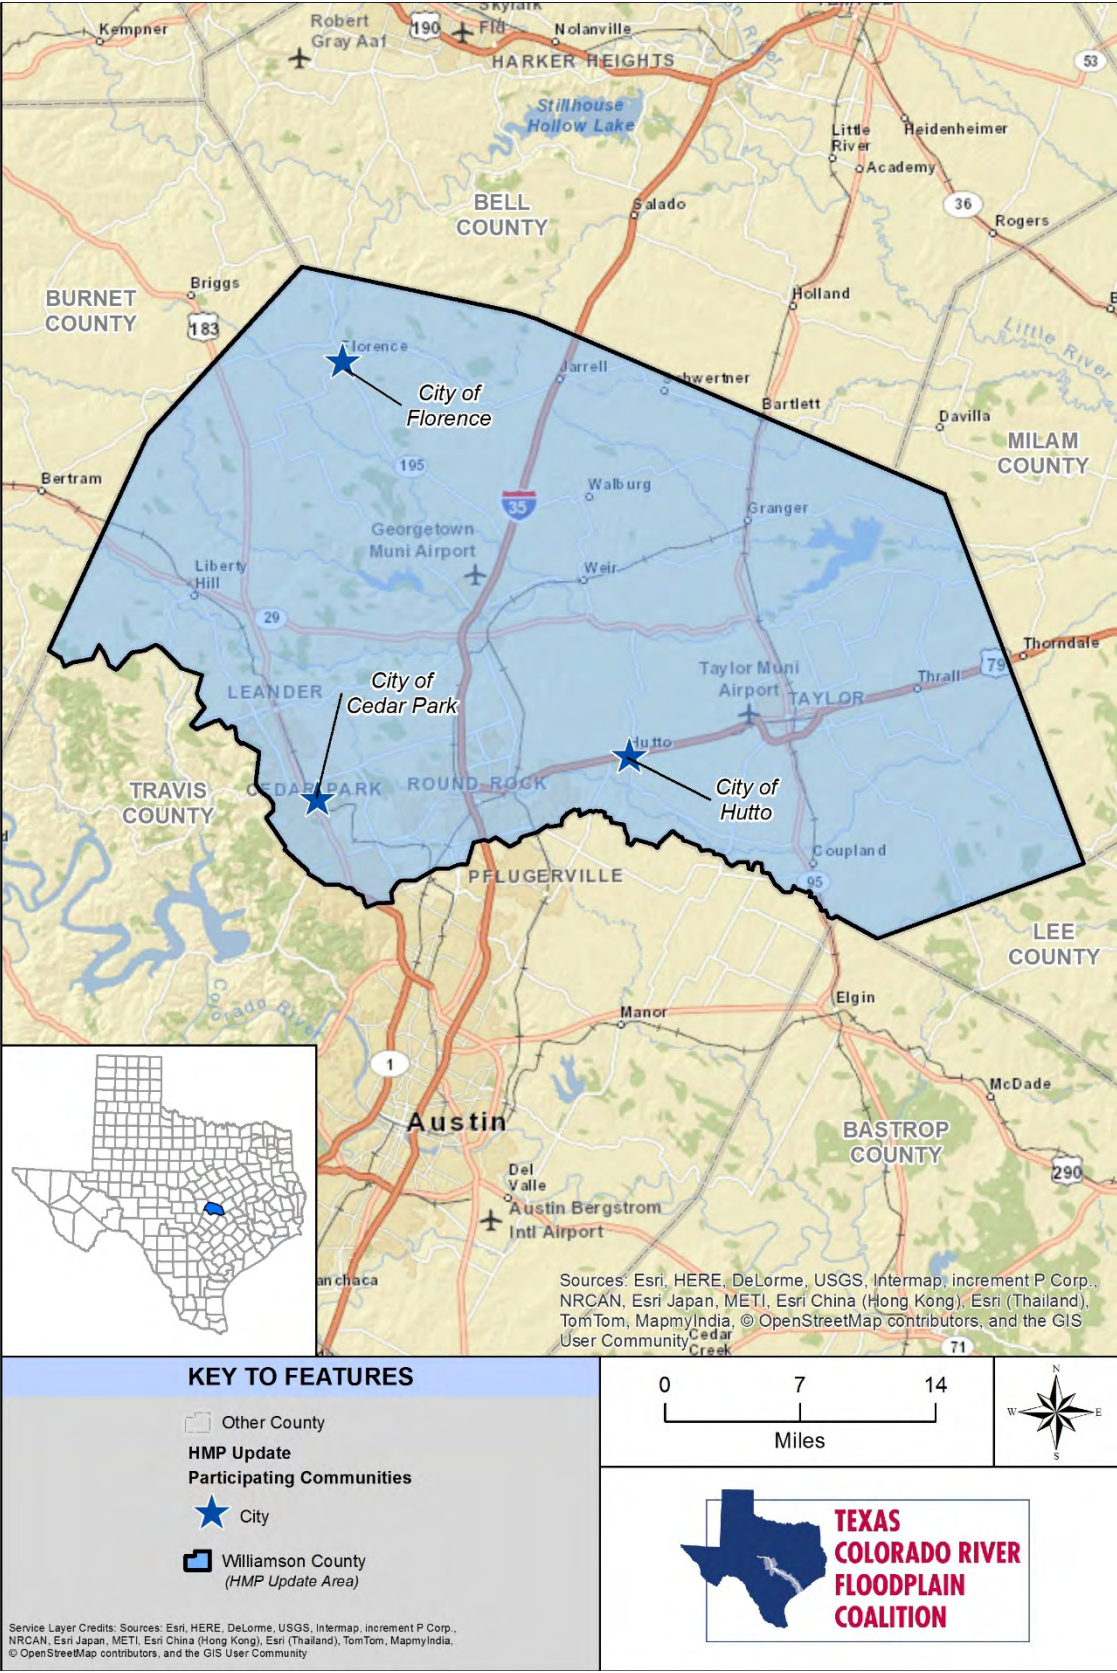 Kempner
Robert
Gray Aaf
190
Skylark
Fld
Nolanville
HARKER HEIGHTS
53
Stillhouse
Hollow Lake
River
Little
River
Heidenheimer
Academy
BELL
COUNTY
Salado
36
Rogers
BURNET
COUNTY
Briggs
183
Holland
Little River
Florence
City of
Florence
Jarrell
Schwertner
Bartlett
Davilla
MILAM
COUNTY
Bertram
195
35
Walburg
Granger
Georgetown
Muni Airport
Liberty
Hill
Weir
29
Thorndale
79
Thrall
Taylor Muni
Airport
TAYLOR
LEANDER
City of
Cedar Park
Hutto
CEDAR PARK
ROUND ROCK
City of
Hutto
TRAVIS
COUNTY
Coupland
95
PFLUGERVILLE
LEE
COUNTY
Colorado River
Elgin
Manor
1
McDade
Austin
BASTROP
COUNTY
290
Del
Valle
Austin Bergstrom
Intl Airport
anchaca
Sources: Esri, HERE, DeLorme, USGS, Intermap, increment P Corp.,
NRCAN, Esri Japan, METI, Esri China (Hong Kong), Esri (Thailand),
TomTom, MapmyIndia, © OpenStreetMap contributors, and the GIS
User Community
Cedar
Creek
71
KEY TO FEATURES
Other County
HMP Update
Participating Communities
City
Williamson County
(HMP Update Area)
Service Layer Credits: Sources: Esri, HERE, DeLorme, USGS, Intermap, increment P Corp.,
NRCAN, Esri Japan, METI, Esri China (Hong Kong), Esri (Thailand), TomTom, MapmyIndia,
© OpenStreetMap contributors, and the GIS User Community
0 7 14
Miles
N
W E
S
TEXAS
COLORADO RIVER
FLOODPLAIN
COALITION